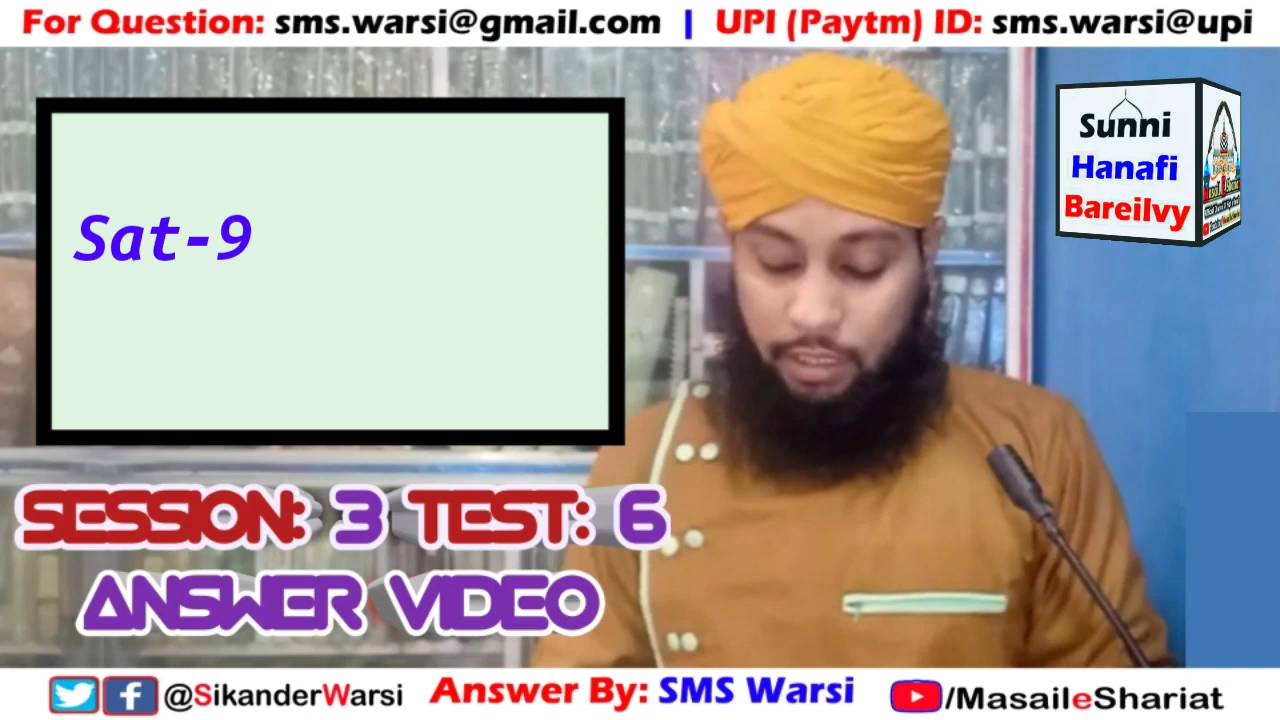 For Question: sms.warsi@gmail.com | UPI (Paytm) ID: sms.warsi@upi
Sunni
Hanafi
Bareilvy
Sat-9
SESSION: 3 TEST: 6
ANSWER VIDEO
@SikanderWarsi Answer By: SMS Warsi /MasaileShariat